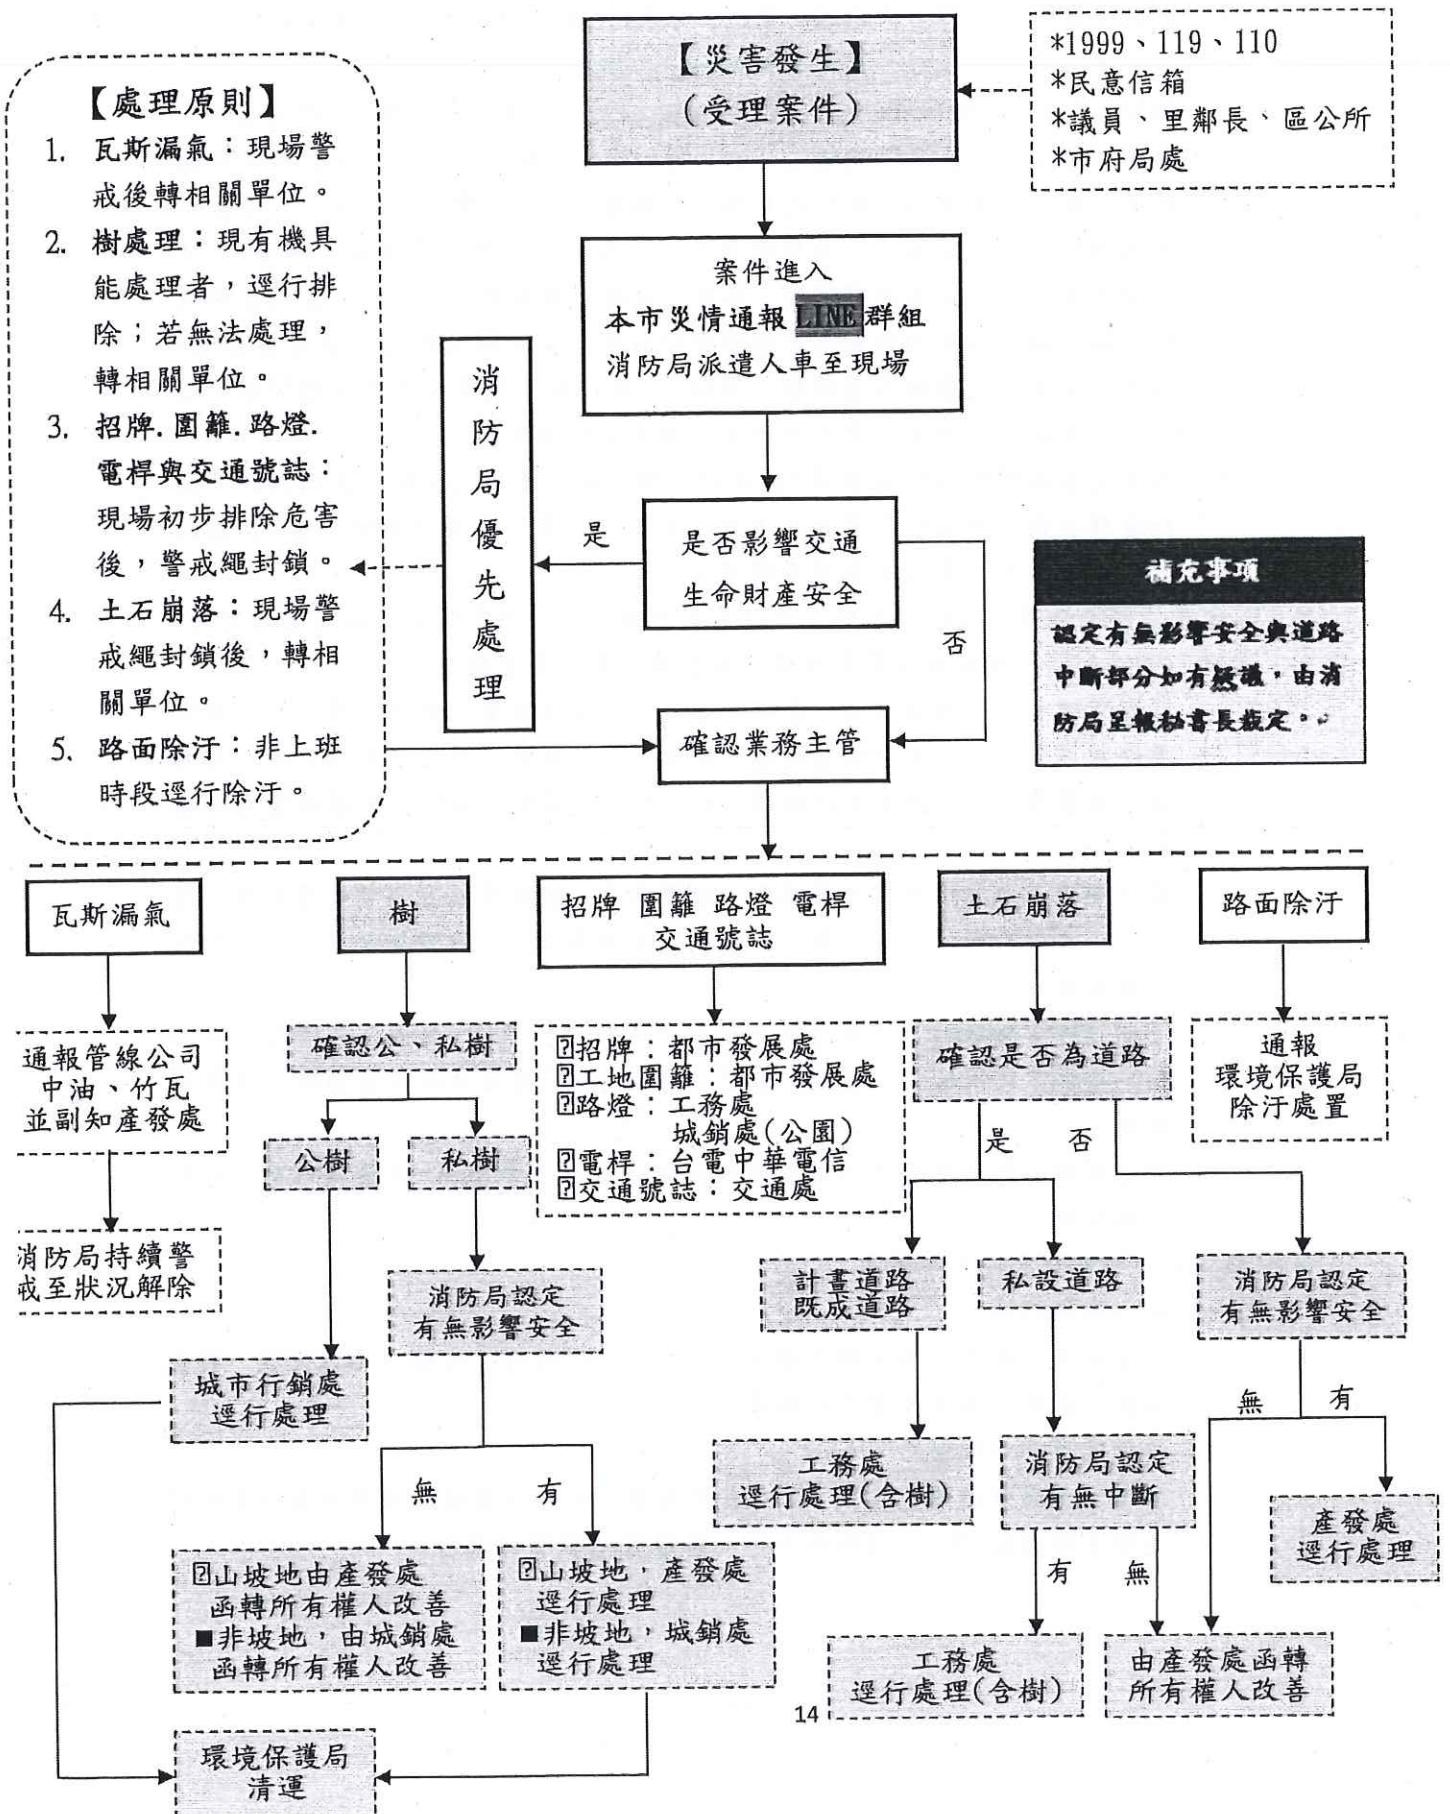 【災害發生】
(受理案件)
*1999、119、110
*民意信箱
*議員、里鄰長、區公所
*市府局處
【處理原則】
1. 瓦斯漏氣：現場警
戒後轉相關單位。
2. 樹處理：現有機具
能處理者，逕行排
除；若無法處理，
轉相關單位。
3. 招牌.圍籬.路燈.
電桿與交通號誌：
現場初步排除危害
後，警戒繩封鎖。
4. 土石崩落：現場警
戒繩封鎖後，轉相
關單位。
5. 路面除汙：非上班
時段逕行除汙。
案件進入
本市災情通報LINE群組
消防局派遣人車至現場
消
防
局
優
先
處
理
是
是否影響交通
生命財產安全
否
確認業務主管
補充事項
認定有無影響安全與道路
中斷部分如有疑議，由消
防局呈報秘書長裁定。
瓦斯漏氣
樹
招牌 圍籬 路燈 電桿
交通號誌
土石崩落
路面除汙
通報管線公司
中油、竹瓦
並副知產發處
消防局持續警
戒至狀況解除
確認公、私樹
公樹
私樹
消防局認定
有無影響安全
城市行銷處
逕行處理
無
有
⍰山坡地由產發處
函轉所有權人改善
■非坡地，由城銷處
函轉所有權人改善
⍰山坡地，產發處
逕行處理
■非坡地，城銷處
逕行處理
環境保護局
清運
⍰招牌：都市發展處
⍰工地圍籬：都市發展處
⍰路燈：工務處
城銷處(公園)
⍰電桿：台電中華電信
⍰交通號誌：交通處
確認是否為道路
是
否
計畫道路
既成道路
私設道路
消防局認定
有無影響安全
工務處
逕行處理(含樹)
消防局認定
有無中斷
無
有
產發處
逕行處理
有
無
工務處
逕行處理(含樹)
由產發處函轉
所有權人改善
通報
環境保護局
除汙處置
14